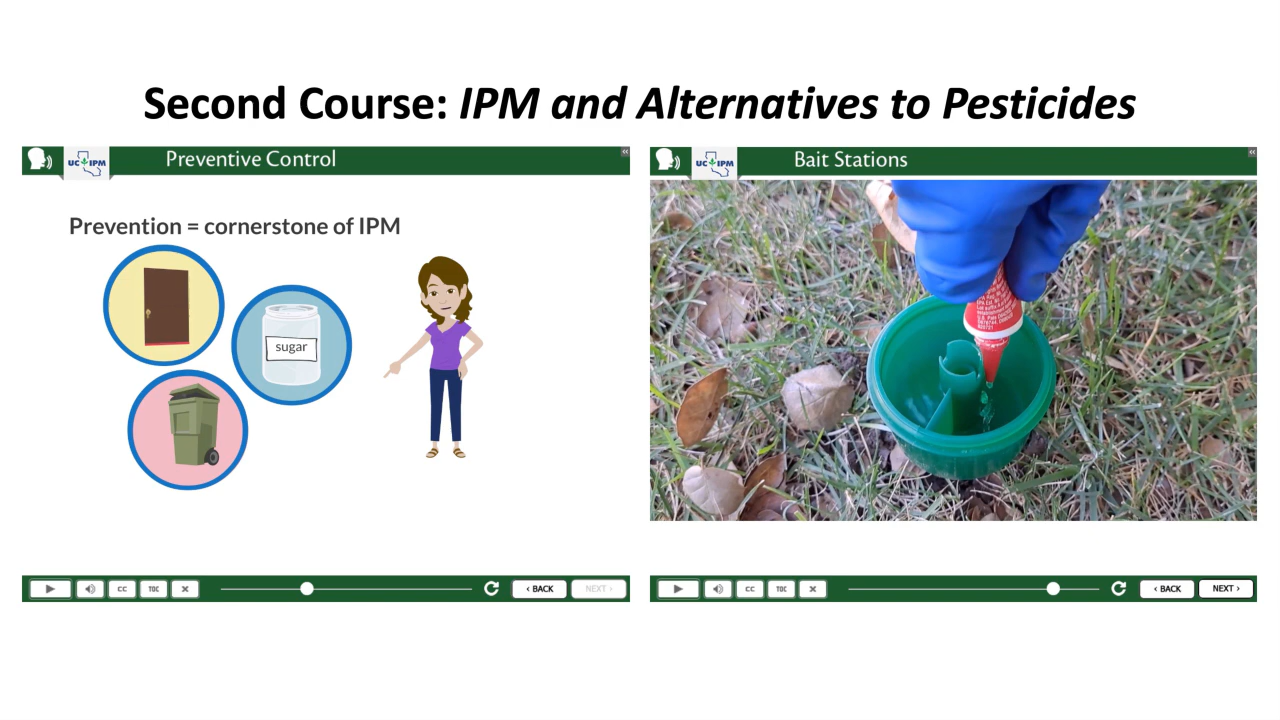 Second Course: IPM and Alternatives to Pesticides
UC IPM
Preventive Control
Prevention = cornerstone of IPM
sugar
CC
TOC
‹ BACK
NEXT ›
UC IPM
Bait Stations
CC
TOC
‹ BACK
NEXT ›